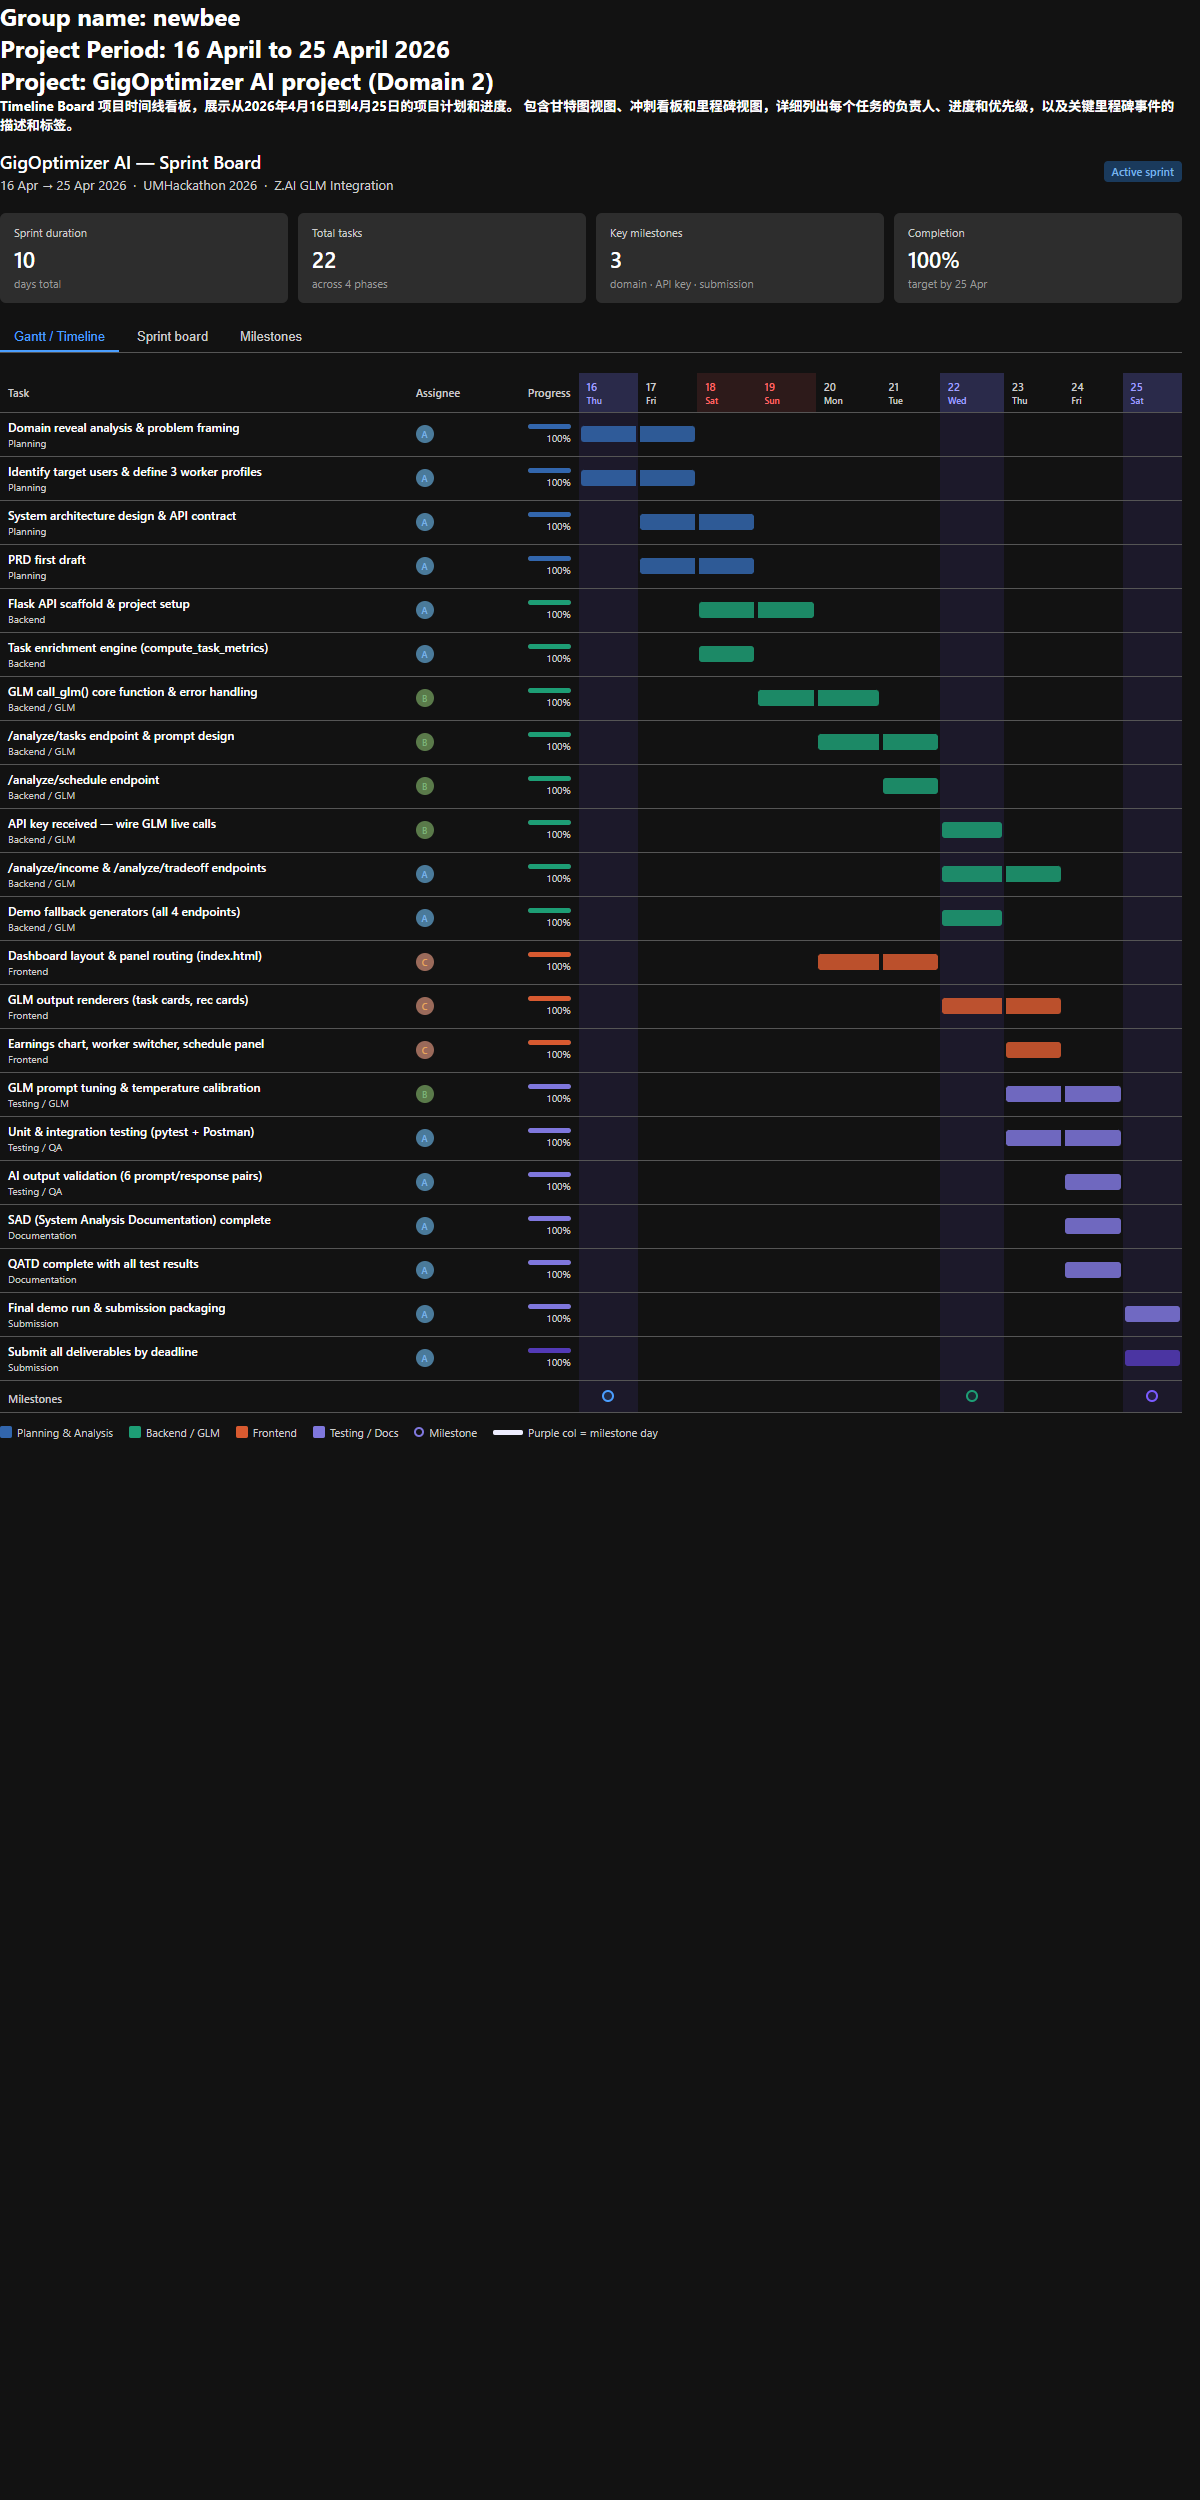 Group name: newbee
Project Period: 16 April to 25 April 2026
Project: GigOptimizer AI project (Domain 2)
Timeline Board 项目时间线看板，展示从2026年4月16日到4月25日的项目计划和进度。 包含甘特图视图、冲刺看板和里程碑视图，详细列出每个任务的负责人、进度和优先级，以及关键里程碑事件的
描述和标签。
GigOptimizer AI — Sprint Board
16 Apr → 25 Apr 2026 · UMHackathon 2026 · Z.AI GLM Integration
Active sprint
Sprint duration
10
days total
Total tasks
22
across 4 phases
Key milestones
3
domain · API key · submission
Completion
100%
target by 25 Apr
Gantt / Timeline Sprint board Milestones
Task Assignee Progress 16 17 18 19 20 21 22 23 24 25
Thu Fri Sat Sun Mon Tue Wed Thu Fri Sat
Domain reveal analysis & problem framing A
Planning 100%
Identify target users & define 3 worker profiles A
Planning 100%
System architecture design & API contract A
Planning 100%
PRD first draft A
Planning 100%
Flask API scaffold & project setup A
Backend 100%
Task enrichment engine (compute_task_metrics) A
Backend 100%
GLM call_glm() core function & error handling B
Backend / GLM 100%
/analyze/tasks endpoint & prompt design B
Backend / GLM 100%
/analyze/schedule endpoint B
Backend / GLM 100%
API key received — wire GLM live calls B
Backend / GLM 100%
/analyze/income & /analyze/tradeoff endpoints A
Backend / GLM 100%
Demo fallback generators (all 4 endpoints) A
Backend / GLM 100%
Dashboard layout & panel routing (index.html) C
Frontend 100%
GLM output renderers (task cards, rec cards) C
Frontend 100%
Earnings chart, worker switcher, schedule panel C
Frontend 100%
GLM prompt tuning & temperature calibration B
Testing / GLM 100%
Unit & integration testing (pytest + Postman) A
Testing / QA 100%
AI output validation (6 prompt/response pairs) A
Testing / QA 100%
SAD (System Analysis Documentation) complete A
Documentation 100%
QATD complete with all test results A
Documentation 100%
Final demo run & submission packaging A
Submission 100%
Submit all deliverables by deadline A
Submission 100%
Milestones
Planning & Analysis Backend / GLM Frontend Testing / Docs Milestone Purple col = milestone day